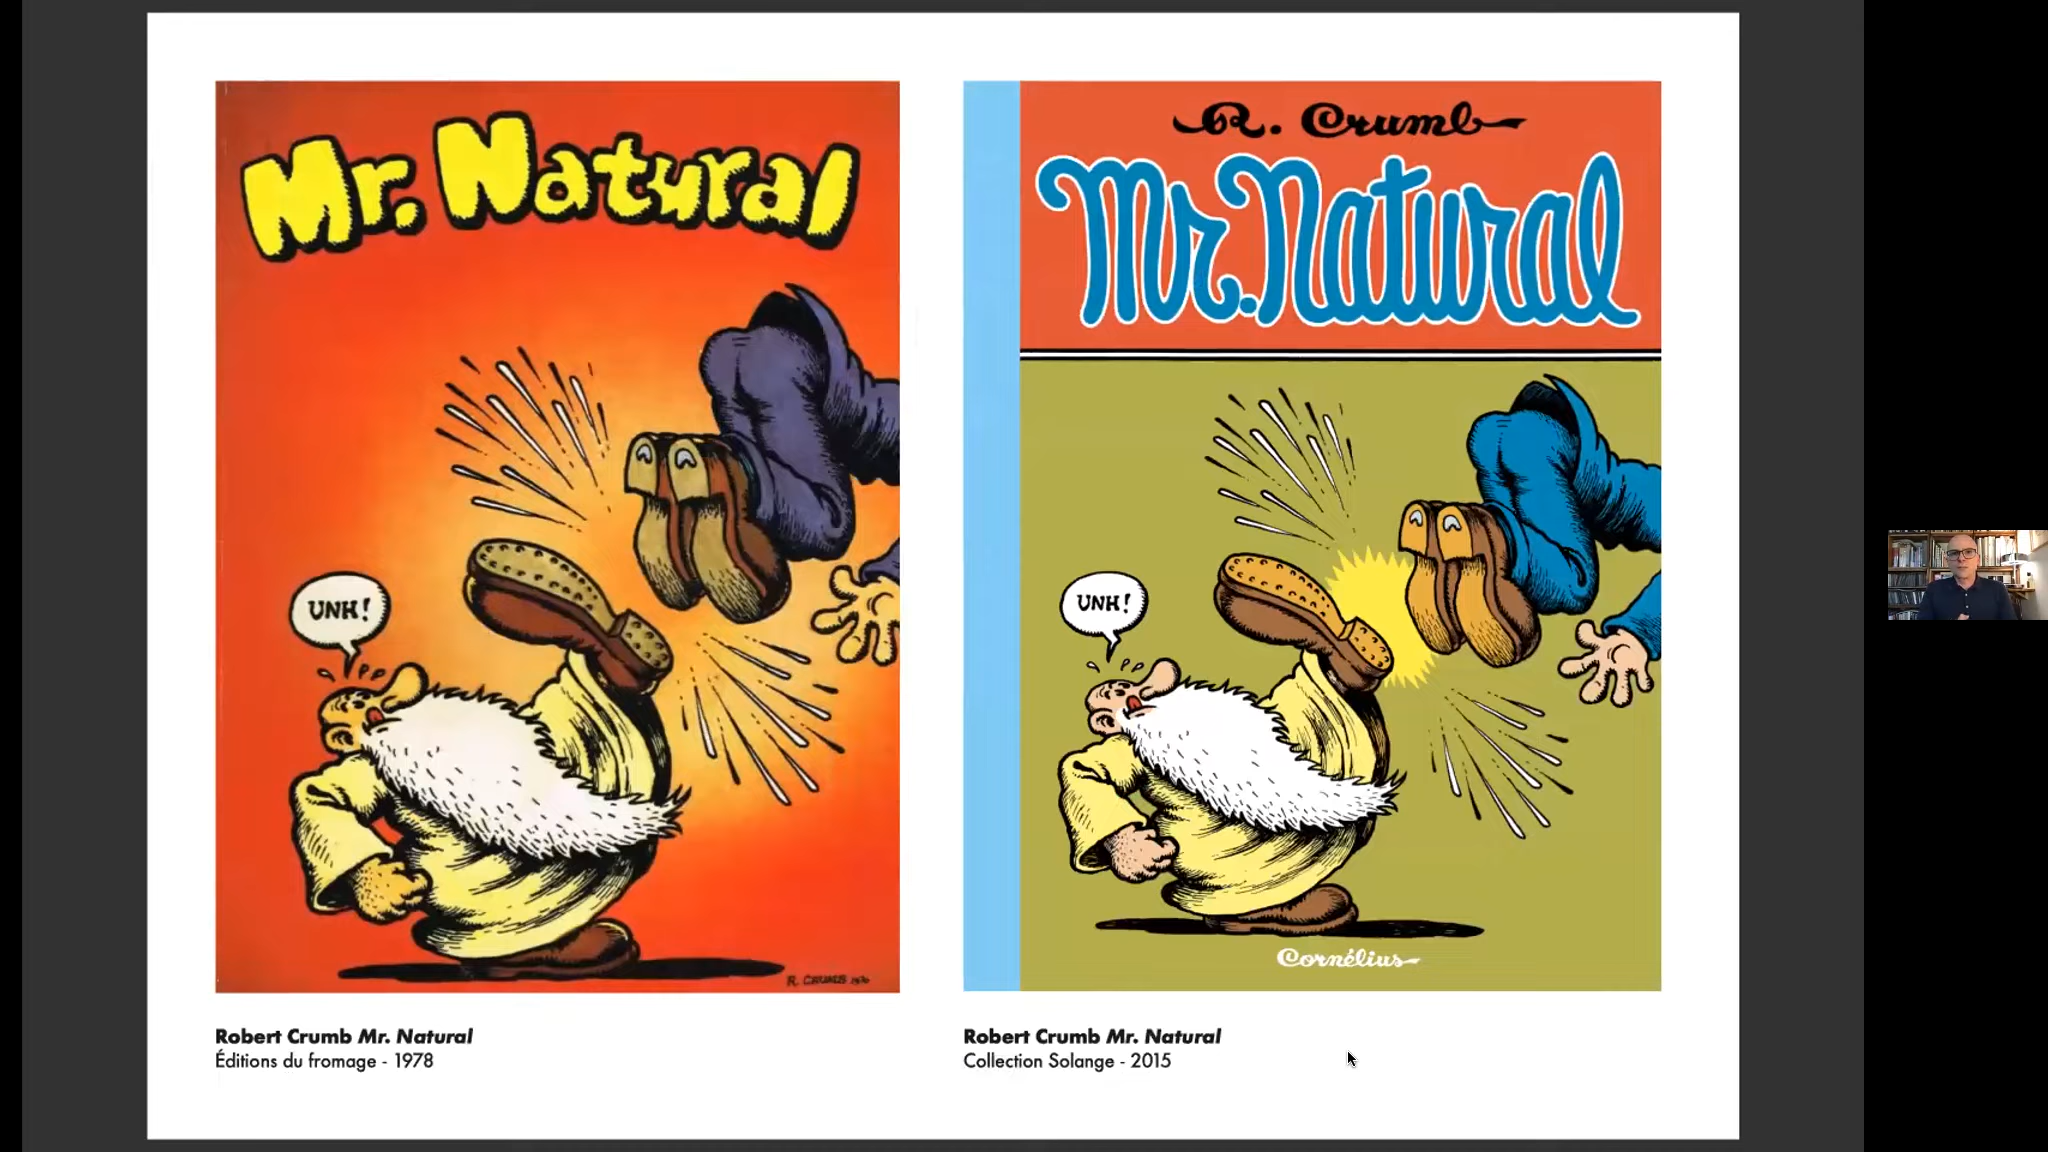 Mr. Natural
UNH!
R. CRUMB
Robert Crumb Mr. Natural
Éditions du fromage - 1978
R. Crumb
Mr. Natural
UNH!
Cornélius
Robert Crumb Mr. Natural
Collection Solange - 2015